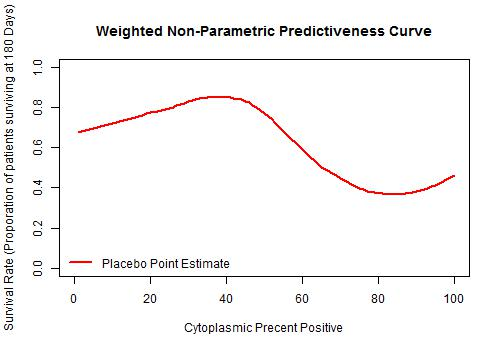 Weighted Non-Parametric Predictiveness Curve
Survival Rate (Proporation of patients surviving at 180 Days)
1.0
0.8
0.6
0.4
0.2
0.0
Placebo Point Estimate
0 20 40 60 80 100
Cytoplasmic Precent Positive